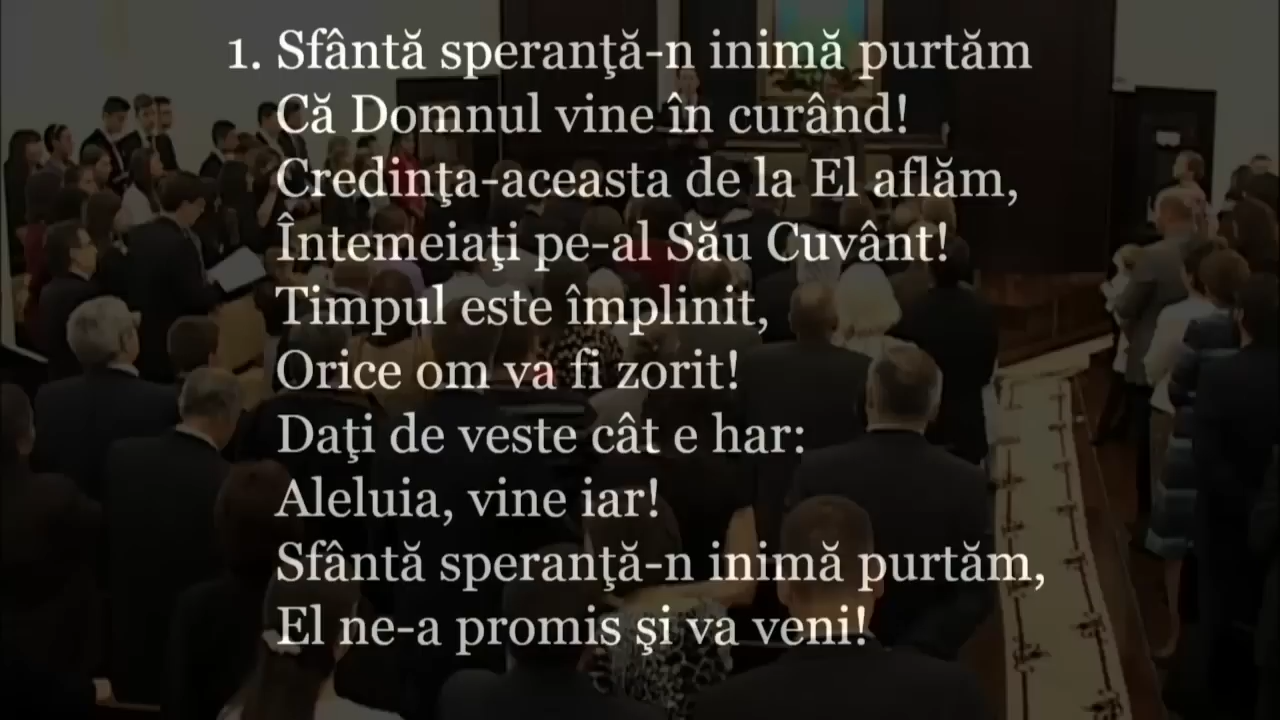 1. Sfântă speranţă-n inimă purtăm
Că Domnul vine în curând!
Credinţa-aceasta de la El aflăm,
Întemeiaţi pe-al Său Cuvânt!
Timpul este împlinit,
Orice om va fi zorit!
Daţi de veste cât e har:
Aleluia, vine iar!
Sfântă speranţă-n inimă purtăm,
El ne-a promis şi va veni!